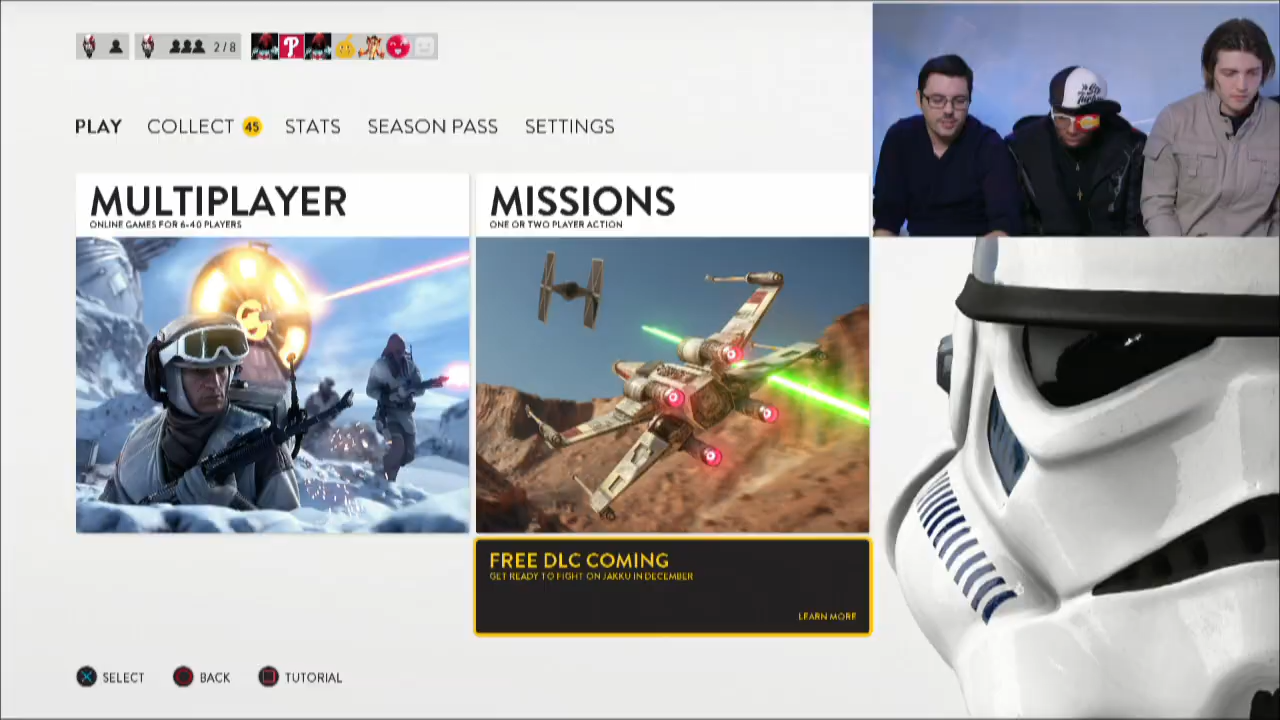 2/8
P
PLAY COLLECT 45 STATS SEASON PASS SETTINGS
MULTIPLAYER
ONLINE GAMES FOR 6-40 PLAYERS
MISSIONS
ONE OR TWO PLAYER ACTION
FREE DLC COMING
GET READY TO FIGHT ON JAKKU IN DECEMBER
LEARN MORE
SELECT BACK TUTORIAL